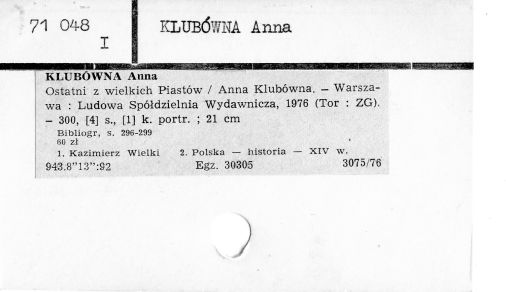 71 048
I
KLUBÓWNA Anna
KLUBÓWNA Anna
Ostatni z wielkich Piastów / Anna Klubówna. — Warsza-
wa : Ludowa Spółdzielnia Wydawnicza, 1976 (Tor : ZG).
— 300, [4] s., [1] k. portr. ; 21 cm
Bibliogr, s. 296-299
60 zł
1. Kazimierz Wielki 2. Polska — historia — XIV w.
943.8"13":92 Egz. 30305 3075/76